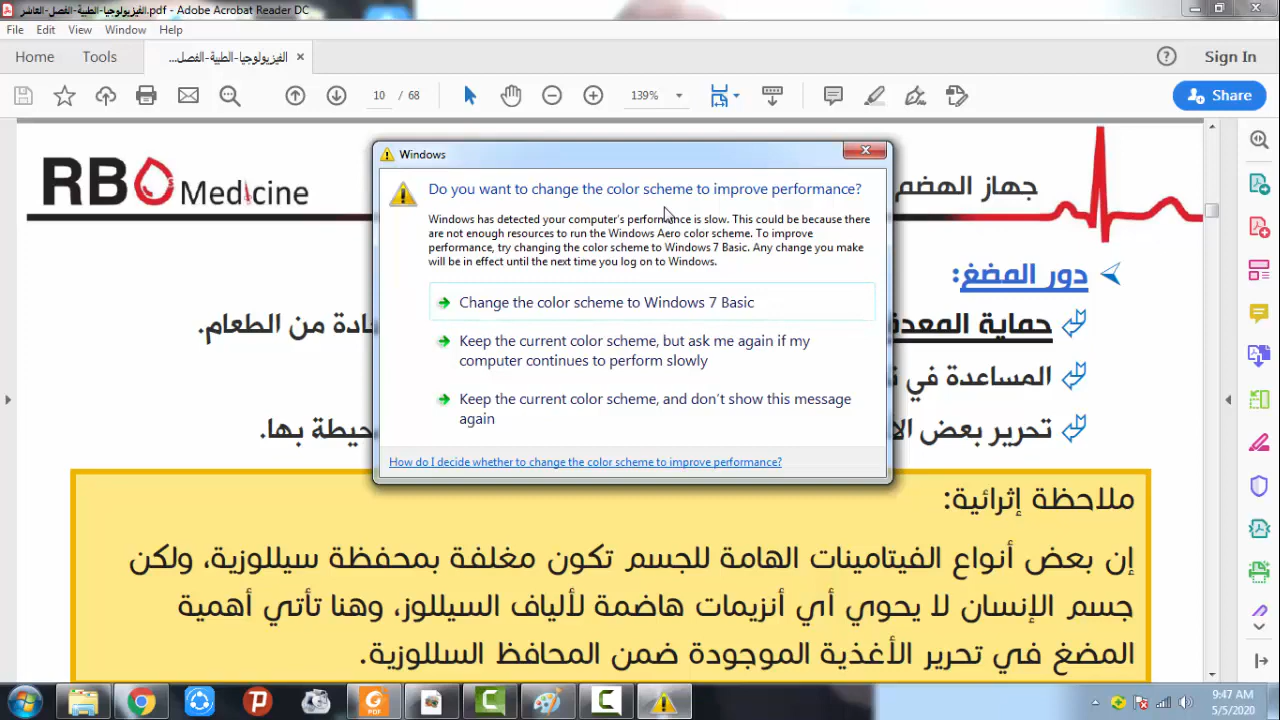 الفيزيولوجيا-الطبية-الفصل-العاشر.pdf - Adobe Acrobat Reader DC
File Edit View Window Help
Home Tools الفيزيولوجيا-الطبية-الفصل... × Sign In
10 / 68 139% Share
RBO Medicine
جهاز الهضم
Windows
Do you want to change the color scheme to improve performance?
Windows has detected your computer's performance is slow. This could be because there
are not enough resources to run the Windows Aero color scheme. To improve
performance, try changing the color scheme to Windows 7 Basic. Any change you make
will be in effect until the next time you log on to Windows.
Change the color scheme to Windows 7 Basic
Keep the current color scheme, but ask me again if my
computer continues to perform slowly
Keep the current color scheme, and don't show this message
again
How do I decide whether to change the color scheme to improve performance?
دور المضغ:
حماية المعدة من الطعام.
المساعدة في
تحرير بعض بها.
ملاحظة إثرائية:
إن بعض أنواع الفيتامينات الهامة للجسم تكون مغلفة بمحفظة سيللوزية، ولكن
جسم الإنسان لا يحوي أي أنزيمات هاضمة لألياف السيللوز، وهنا تأتي أهمية
المضغ في تحرير الأغذية الموجودة ضمن المحافظ السللوزية.
PDF
9:47 AM
5/5/2020